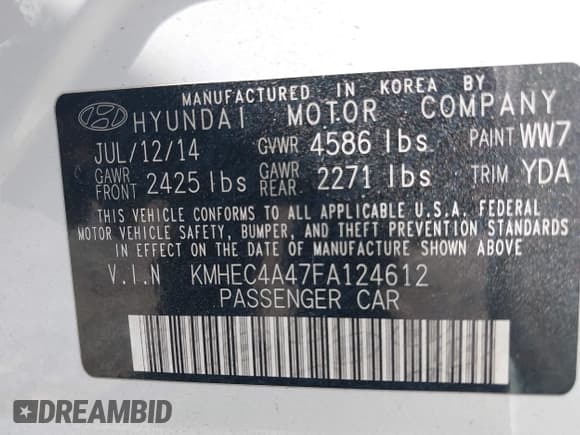 MANUFACTURED IN KOREA BY
HYUNDAI MOTOR COMPANY
JUL/12/14 GVWR 4586 lbs PAINT WW7
GAWR FRONT 2425 lbs GAWR REAR. 2271 lbs TRIM YDA
THIS VEHICLE CONFORMS TO ALL APPLICABLE U.S.A. FEDERAL
MOTOR VEHICLE SAFETY, BUMPER, AND THEFT PREVENTION STANDARDS
IN EFFECT ON THE DATE OF MANUFACTURE SHOWN ABOVE.
V.I.N KMHEC4A47FA124612
PASSENGER CAR
DREAMBID